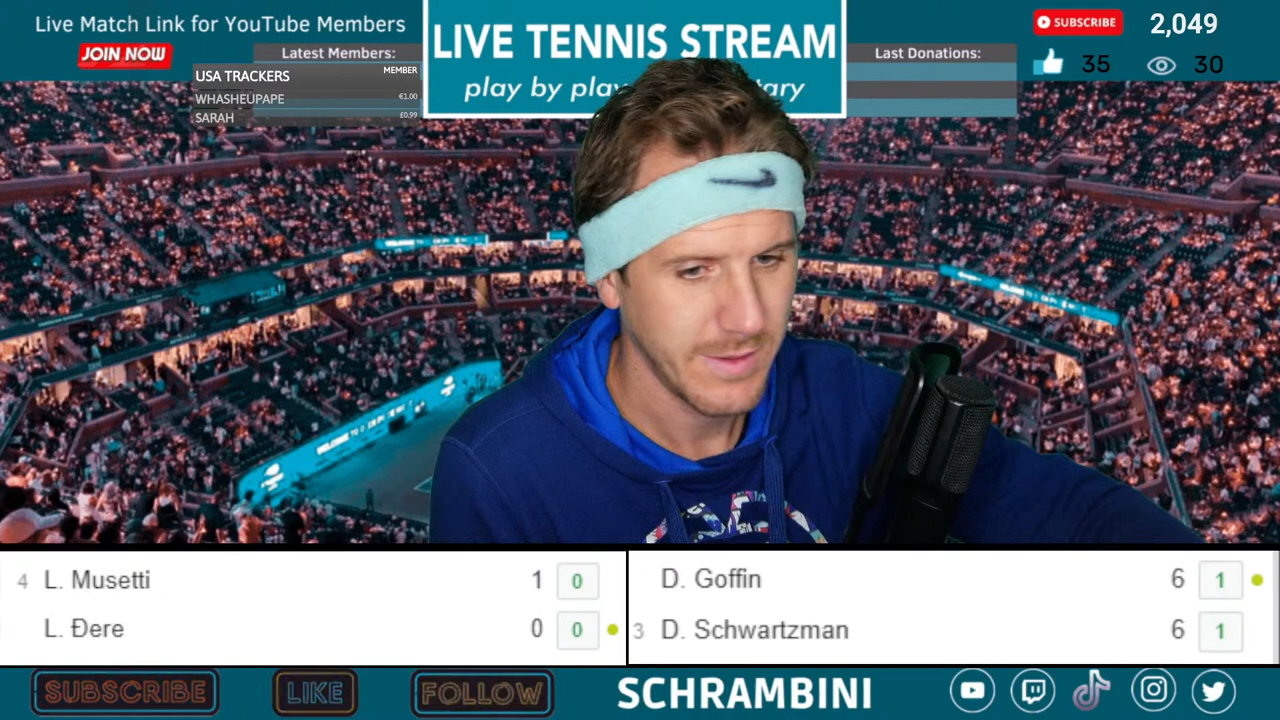 Live Match Link for YouTube Members
JOIN NOW
Latest Members:
USA TRACKERS MEMBER
WHASHEUPAPE €1.00
SARAH £0.99
LIVE TENNIS STREAM
play by
Last Donations:
SUBSCRIBE 2,049
35 30
4 L. Musetti 1 0
L. Đere 0 0
D. Goffin 6 1
3 D. Schwartzman 6 1
SUBSCRIBE LIKE FOLLOW SCHRAMBINI